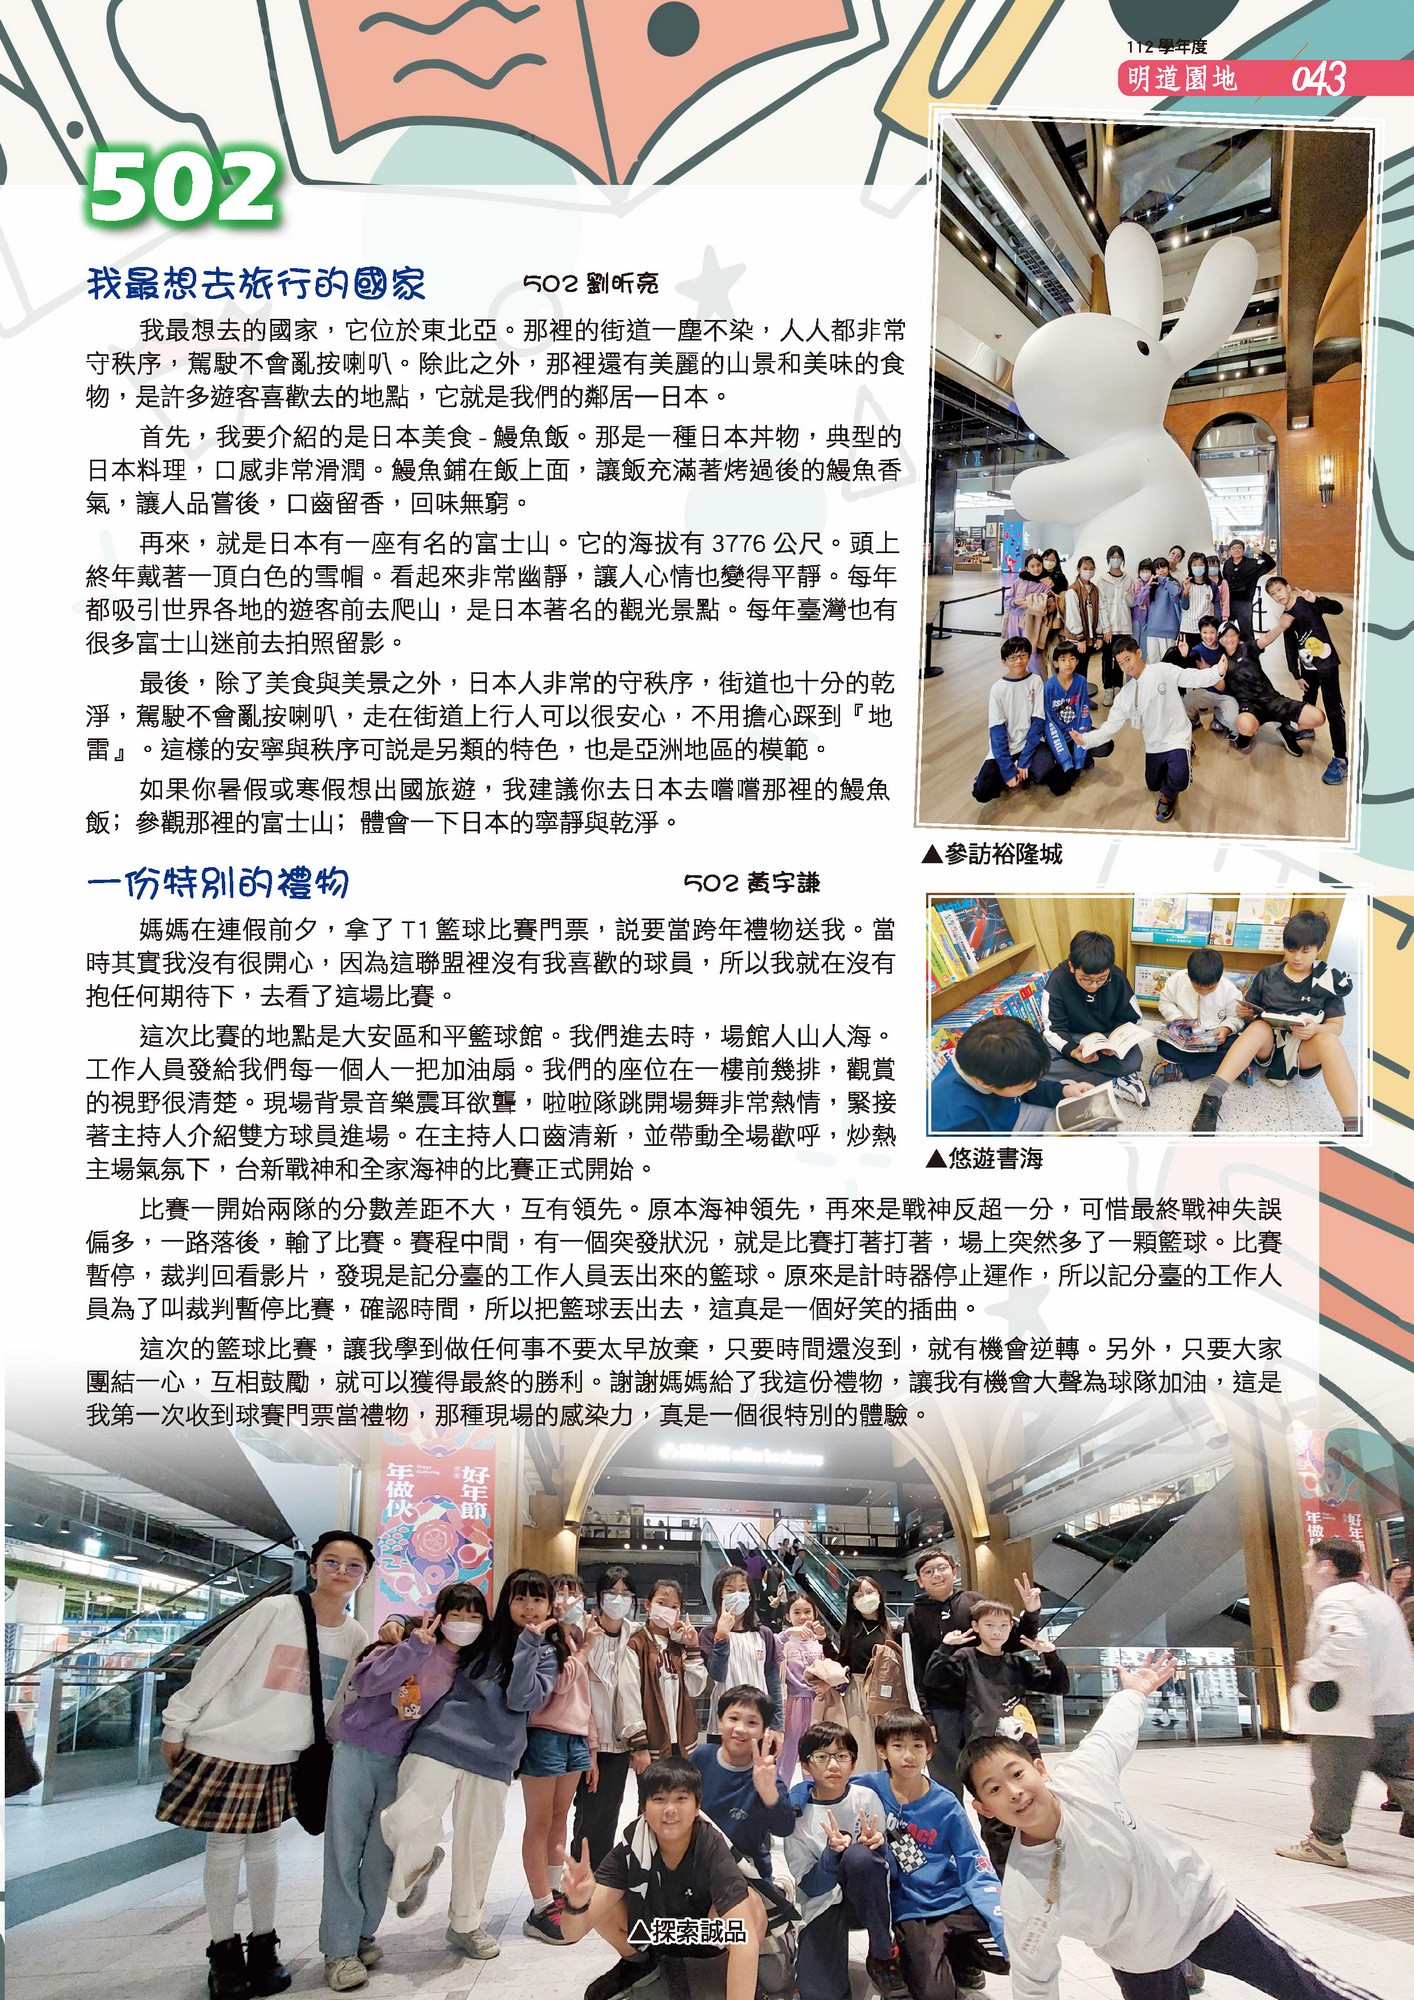 112 學年度
明道園地
043
502
我最想去旅行的國家
502 劉昕亮
我最想去的國家，它位於東北亞。那裡的街道一塵不染，人人都非常
守秩序，駕駛不會亂按喇叭。除此之外，那裡還有美麗的山景和美味的食
物，是許多遊客喜歡去的地點，它就是我們的鄰居—日本。
首先，我要介紹的是日本美食 - 鰻魚飯。那是一種日本丼物，典型的
日本料理，口感非常滑潤。鰻魚鋪在飯上面，讓飯充滿著烤過後的鰻魚香
氣，讓人品嘗後，口齒留香，回味無窮。
再來，就是日本有一座有名的富士山。它的海拔有 3776 公尺。頭上
終年戴著一頂白色的雪帽。看起來非常幽靜，讓人心情也變得平靜。每年
都吸引世界各地的遊客前去爬山，是日本著名的觀光景點。每年臺灣也有
很多富士山迷前去拍照留影。
最後，除了美食與美景之外，日本人非常的守秩序，街道也十分的乾
淨，駕駛不會亂按喇叭，走在街道上行人可以很安心，不用擔心踩到『地
雷』。這樣的安寧與秩序可說是另類的特色，也是亞洲地區的模範。
如果你暑假或寒假想出國旅遊，我建議你去日本去嚐嚐那裡的鰻魚
飯；參觀那裡的富士山；體會一下日本的寧靜與乾淨。
▲參訪裕隆城
一份特別的禮物
502 黃宇謙
媽媽在連假前夕，拿了 T1 籃球比賽門票，說要當跨年禮物送我。當
時其實我沒有很開心，因為這聯盟裡沒有我喜歡的球員，所以我就在沒有
抱任何期待下，去看了這場比賽。
這次比賽的地點是大安區和平籃球館。我們進去時，場館人山人海。
工作人員發給我們每一個人一把加油扇。我們的座位在一樓前幾排，觀賞
的視野很清楚。現場背景音樂震耳欲聾，啦啦隊跳開場舞非常熱情，緊接
著主持人介紹雙方球員進場。在主持人口齒清新，並帶動全場歡呼，炒熱
主場氣氛下，台新戰神和全家海神的比賽正式開始。
▲悠遊書海
比賽一開始兩隊的分數差距不大，互有領先。原本海神領先，再來是戰神反超一分，可惜最終戰神失誤
偏多，一路落後，輸了比賽。賽程中間，有一個突發狀況，就是比賽打著打著，場上突然多了一顆籃球。比賽
暫停，裁判回看影片，發現是記分臺的工作人員丟出來的籃球。原來是計時器停止運作，所以記分臺的工作人
員為了叫裁判暫停比賽，確認時間，所以把籃球丟出去，這真是一個好笑的插曲。
這次的籃球比賽，讓我學到做任何事不要太早放棄，只要時間還沒到，就有機會逆轉。另外，只要大家
團結一心，互相鼓勵，就可以獲得最終的勝利。謝謝媽媽給了我這份禮物，讓我有機會大聲為球隊加油，這是
我第一次收到球賽門票當禮物，那種現場的感染力，真是一個很特別的體驗。
好年節
年做伙
好年
年做
△探索誠品